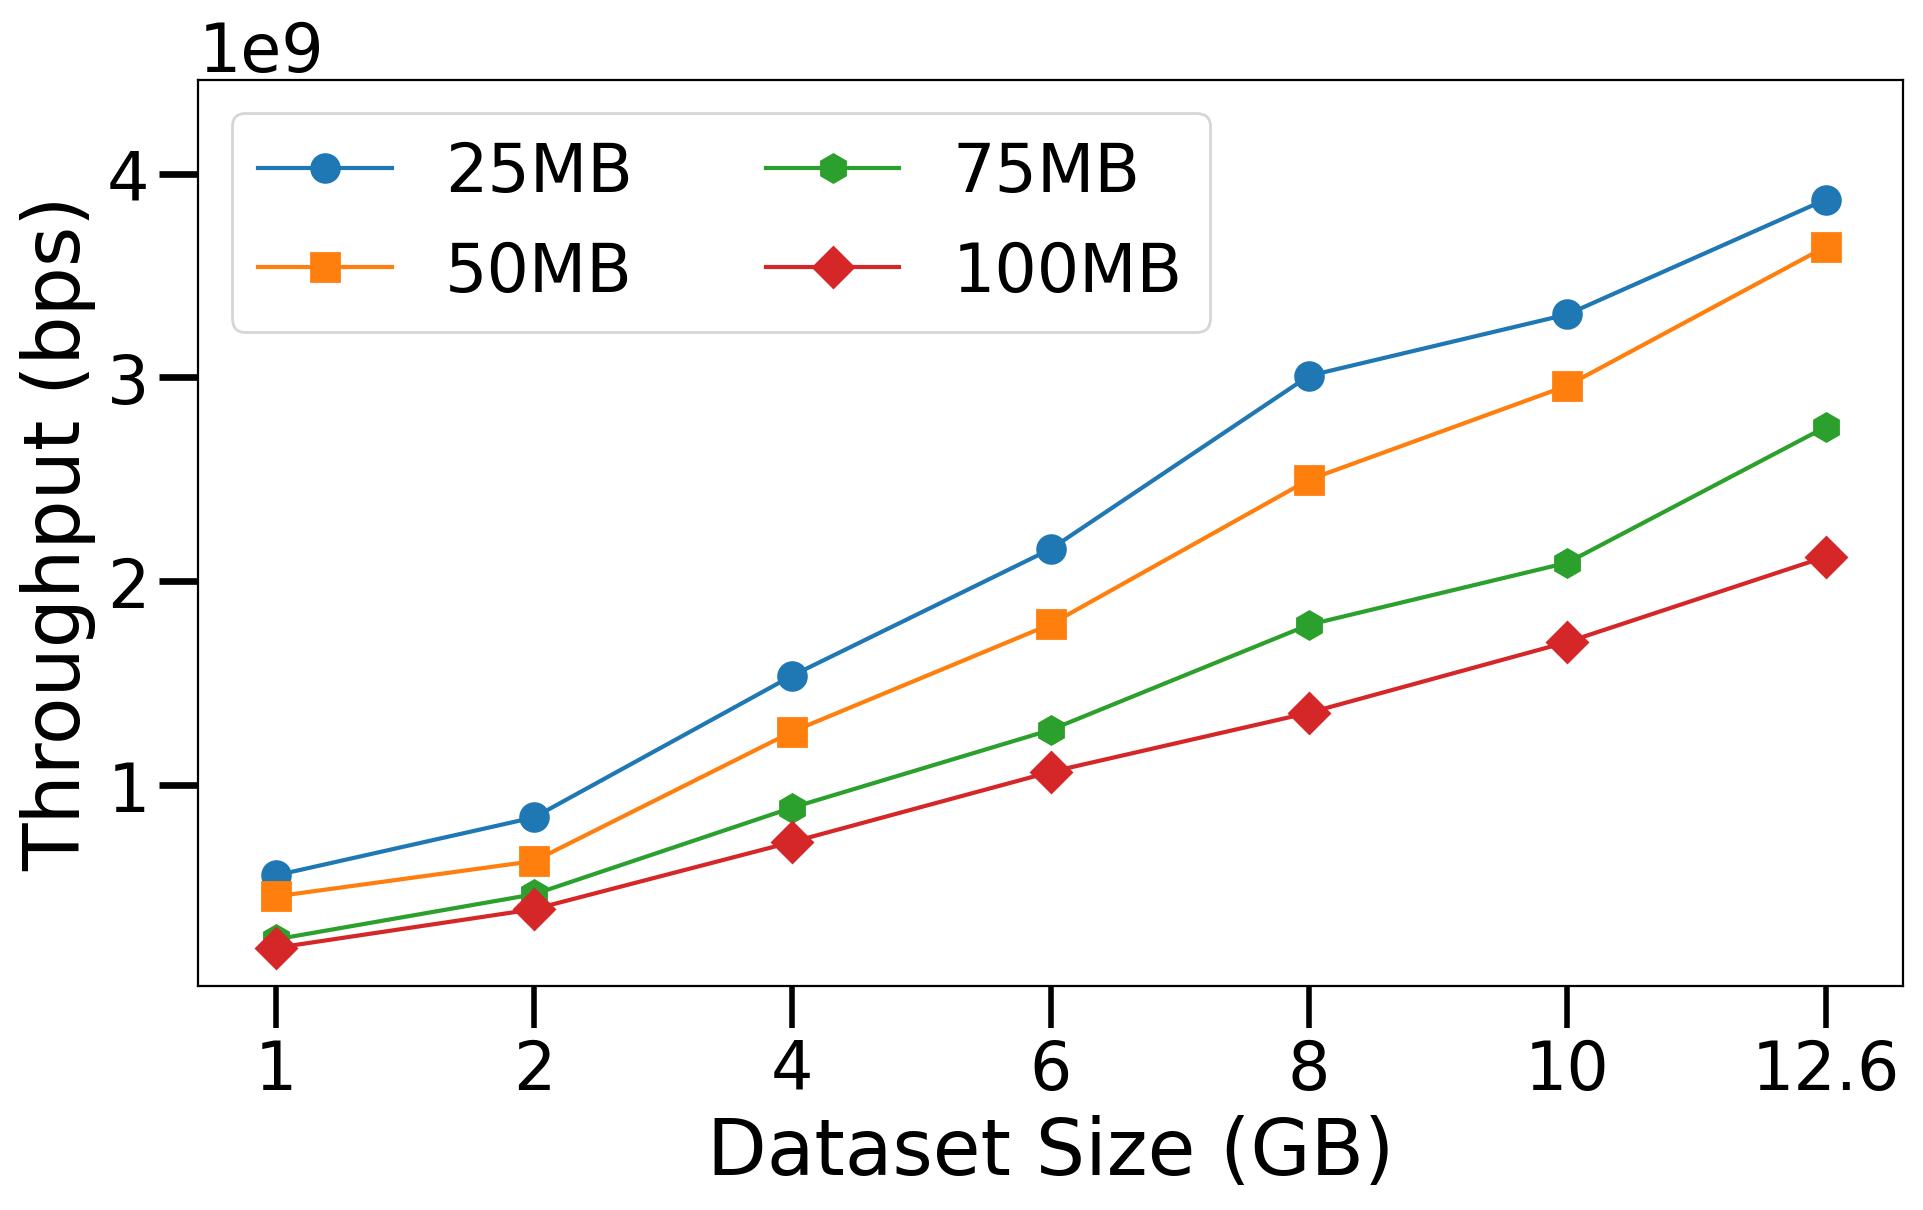 1e9
4
3
2
1
Throughput (bps)
25MB
50MB
75MB
100MB
1 2 4 6 8 10 12.6
Dataset Size (GB)